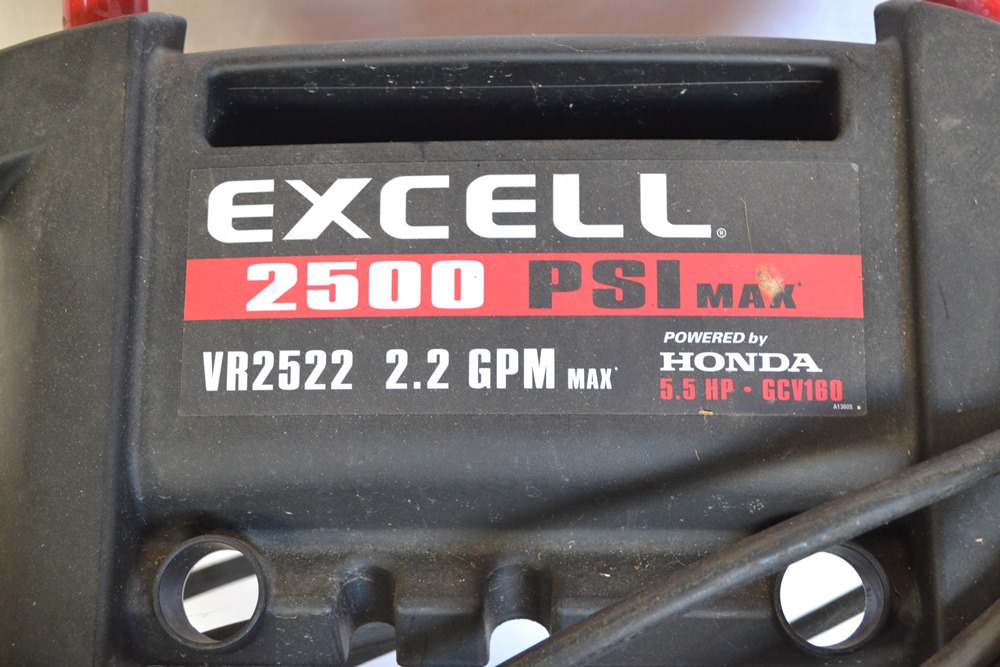 EXCELL®
2500 PSI MAX*
VR2522 2.2 GPM MAX*
POWERED by
HONDA
5.5 HP • GCV160
A13605